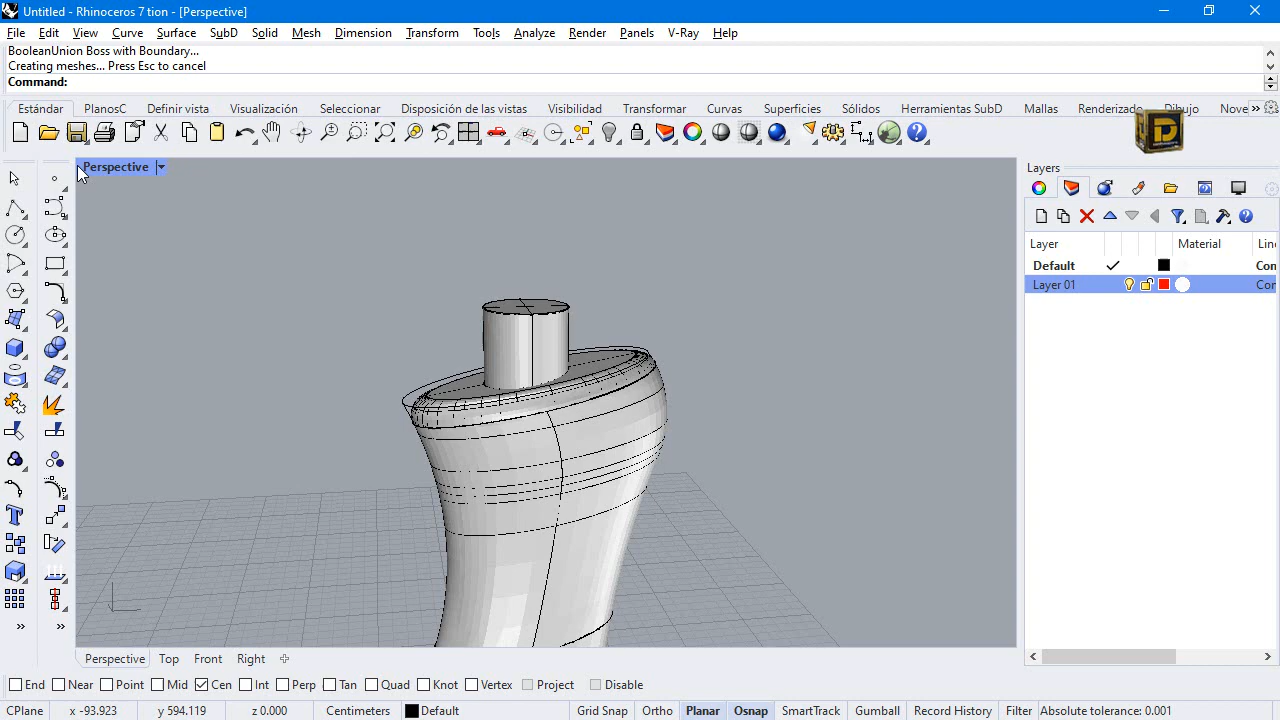 Untitled - Rhinoceros 7 tion - [Perspective]
File Edit View Curve Surface SubD Solid Mesh Dimension Transform Tools Analyze Render Panels V-Ray Help
BooleanUnion Boss with Boundary...
Creating meshes... Press Esc to cancel
Command:
Estándar PlanosC Definir vista Visualización Seleccionar Disposición de las vistas Visibilidad Transformar Curvas Superficies Sólidos Herramientas SubD Mallas Renderizado Dibujo Nove
Perspective
Layers
Layer Material Line
Default Con
Layer 01 Con
Perspective Top Front Right
End Near Point Mid Cen Int Perp Tan Quad Knot Vertex Project Disable
CPlane x -93.923 y 594.119 z 0.000 Centimeters Default Grid Snap Ortho Planar Osnap SmartTrack Gumball Record History Filter Absolute tolerance: 0.001